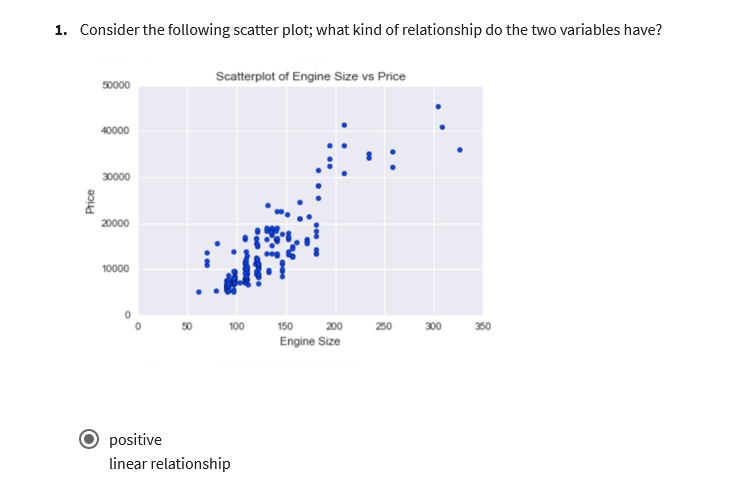 1. Consider the following scatter plot; what kind of relationship do the two variables have?
Scatterplot of Engine Size vs Price
50000
40000
30000
20000
10000
0
Price
0 50 100 150 200 250 300 350
Engine Size
positive
linear relationship